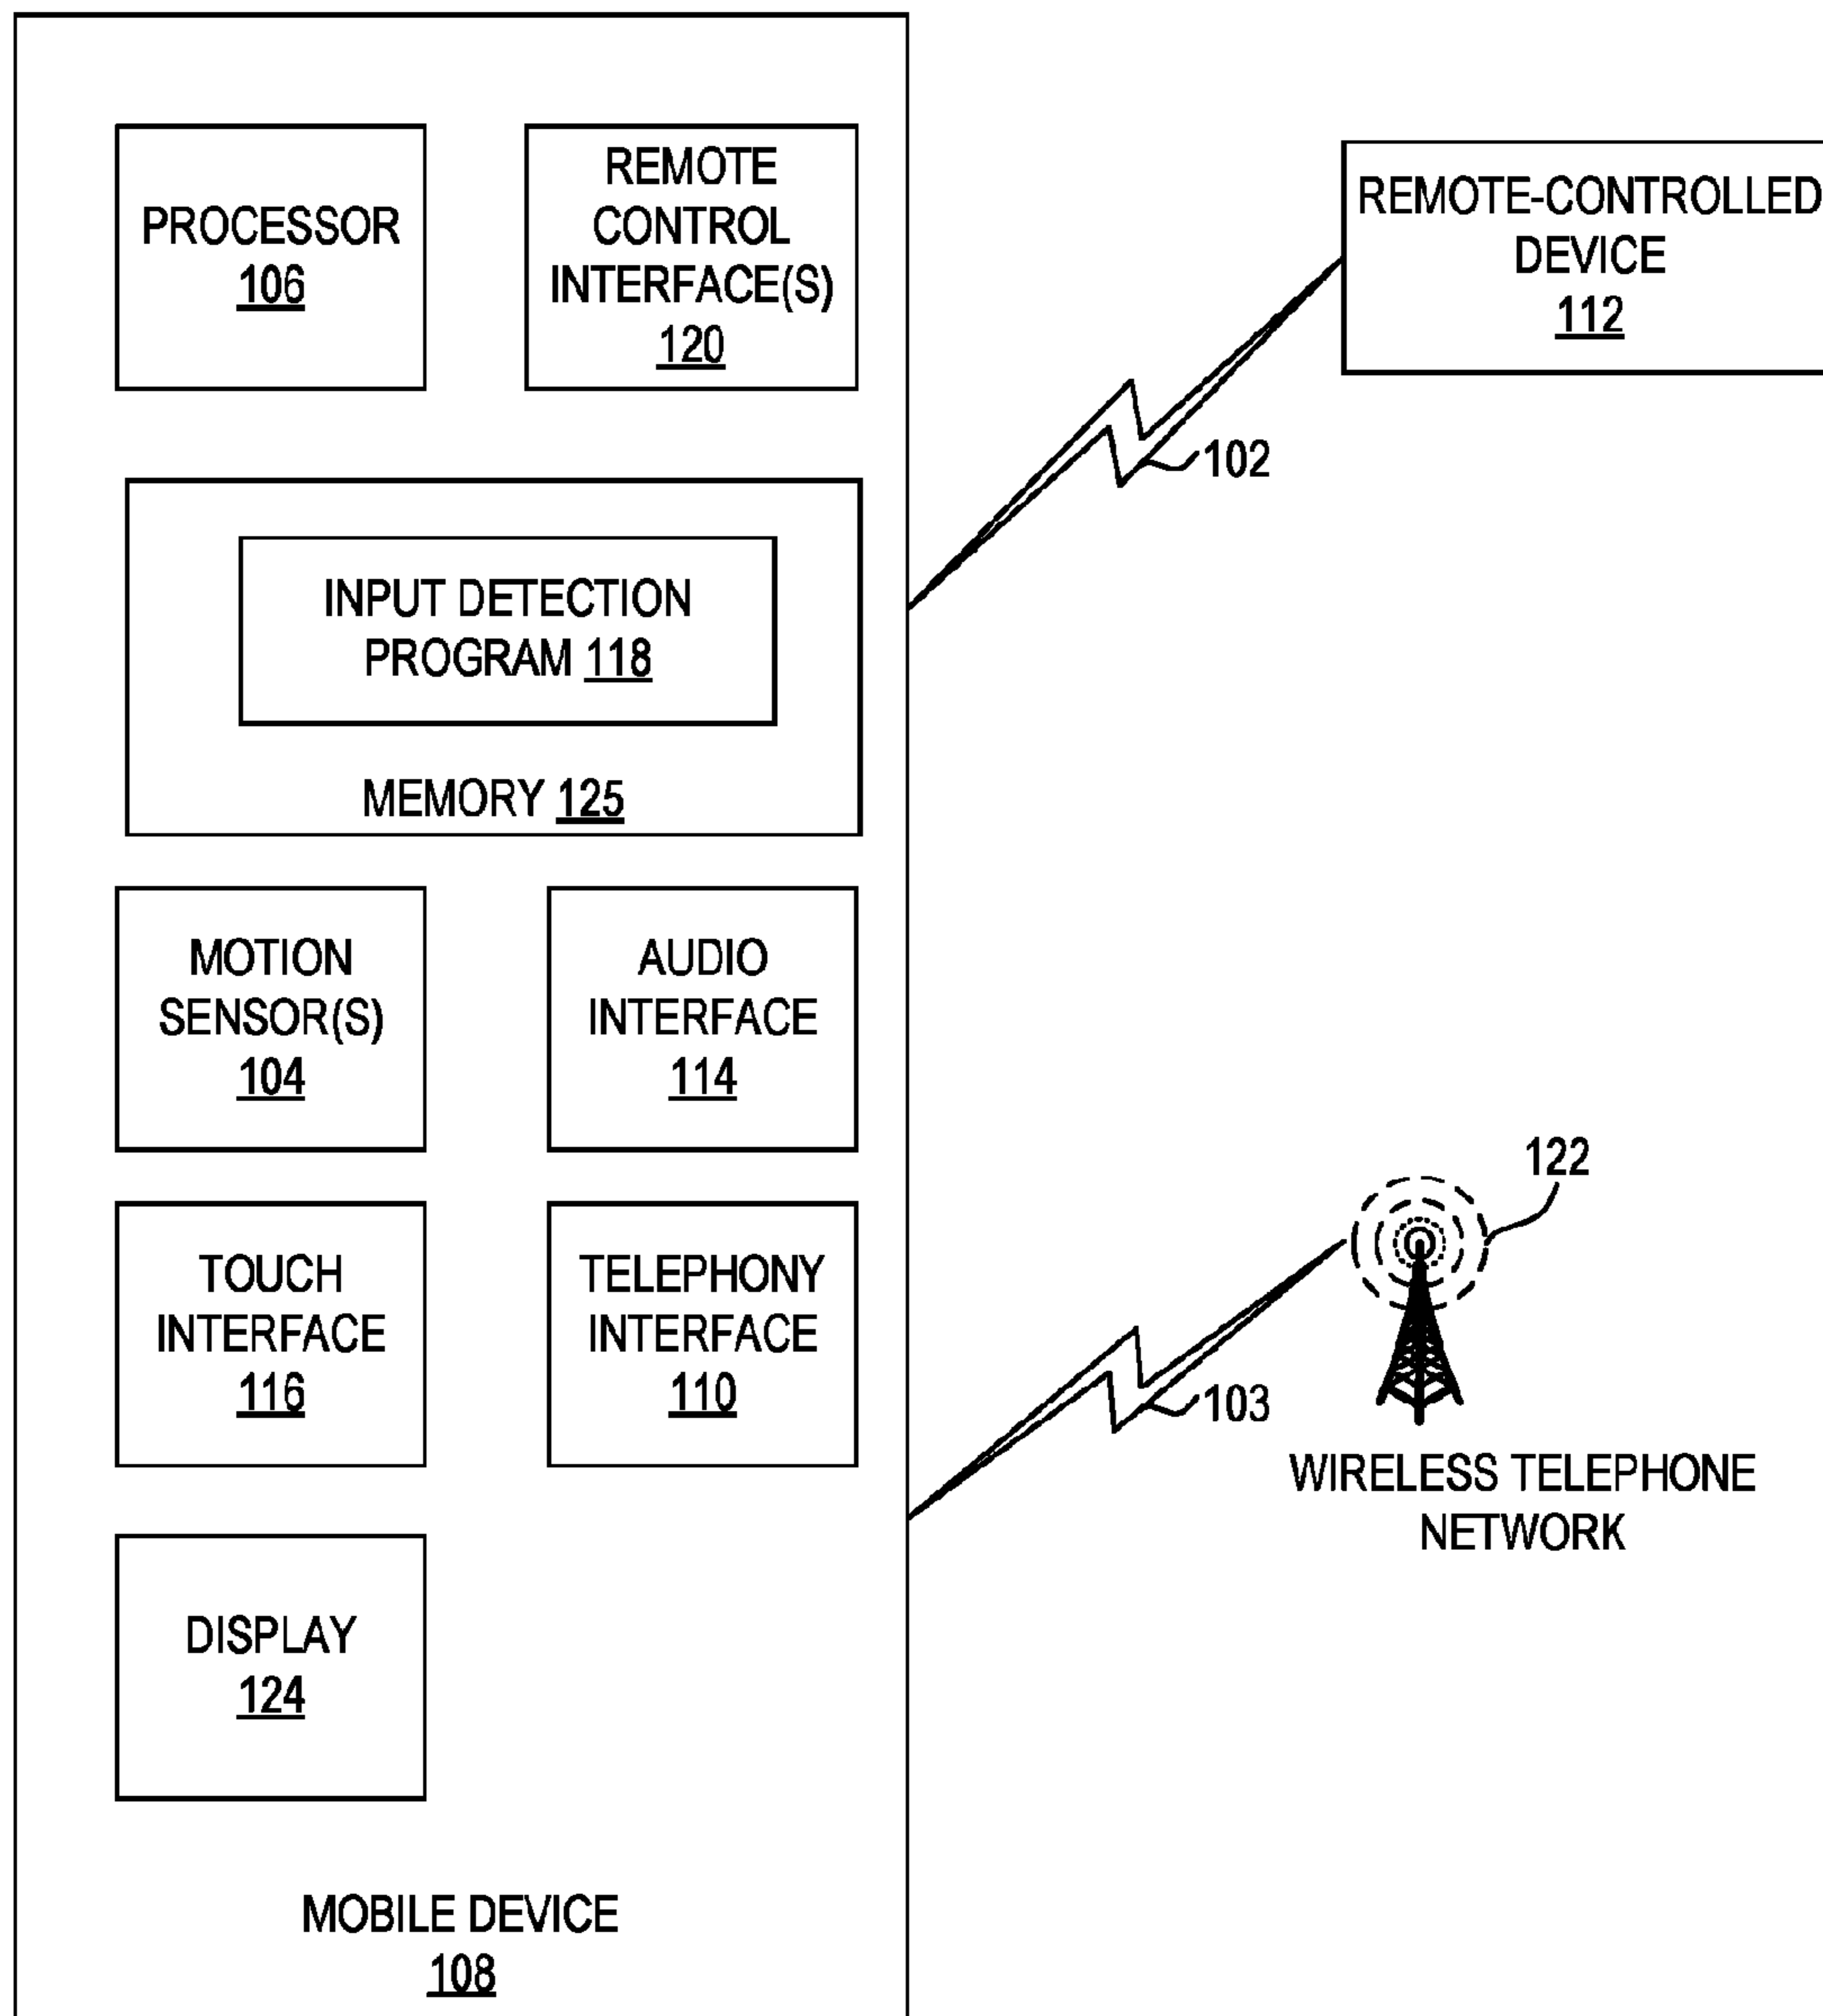 PROCESSOR
106
REMOTE
CONTROL
INTERFACE(S)
120
REMOTE-CONTROLLED
DEVICE
112
102
INPUT DETECTION
PROGRAM 118
MEMORY 125
MOTION
SENSOR(S)
104
AUDIO
INTERFACE
114
122
TOUCH
INTERFACE
116
TELEPHONY
INTERFACE
110
103
WIRELESS TELEPHONE
NETWORK
DISPLAY
124
MOBILE DEVICE
108